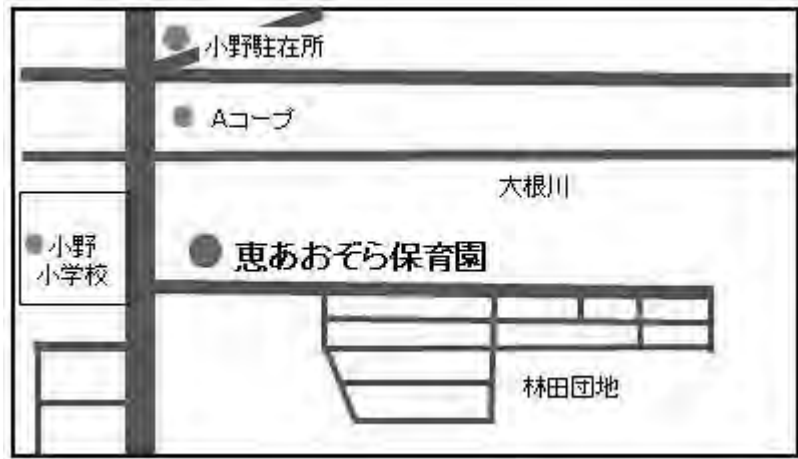 小野駐在所
Aコープ
大根川
小野
小学校
恵あおぞら保育園
林田団地